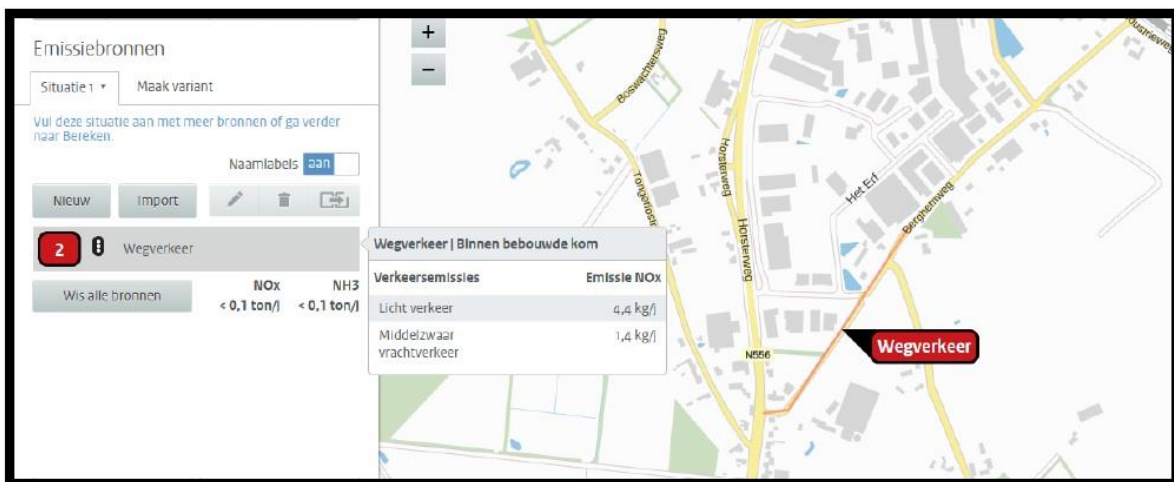 Emissiebronnen
Situatie 1
Maak variant
Vul deze situatie aan met meer bronnen of ga verder
naar Bereken.
Naamlabels aan
Nieuw
Import
2
Wegverkeer
Wis alle bronnen
NOx
NH3
< 0,1 ton/j
< 0,1 ton/j
Wegverkeer | Binnen bebouwde kom
Verkeersemissies
Emissie NOx
Licht verkeer
4,4 kg/j
Middelzwaar
vrachtverkeer
1,4 kg/j
+
−
Boswachtersweg
Horsterweg
Horsterweg
Het Erf
Berghemweg
N556
Wegverkeer